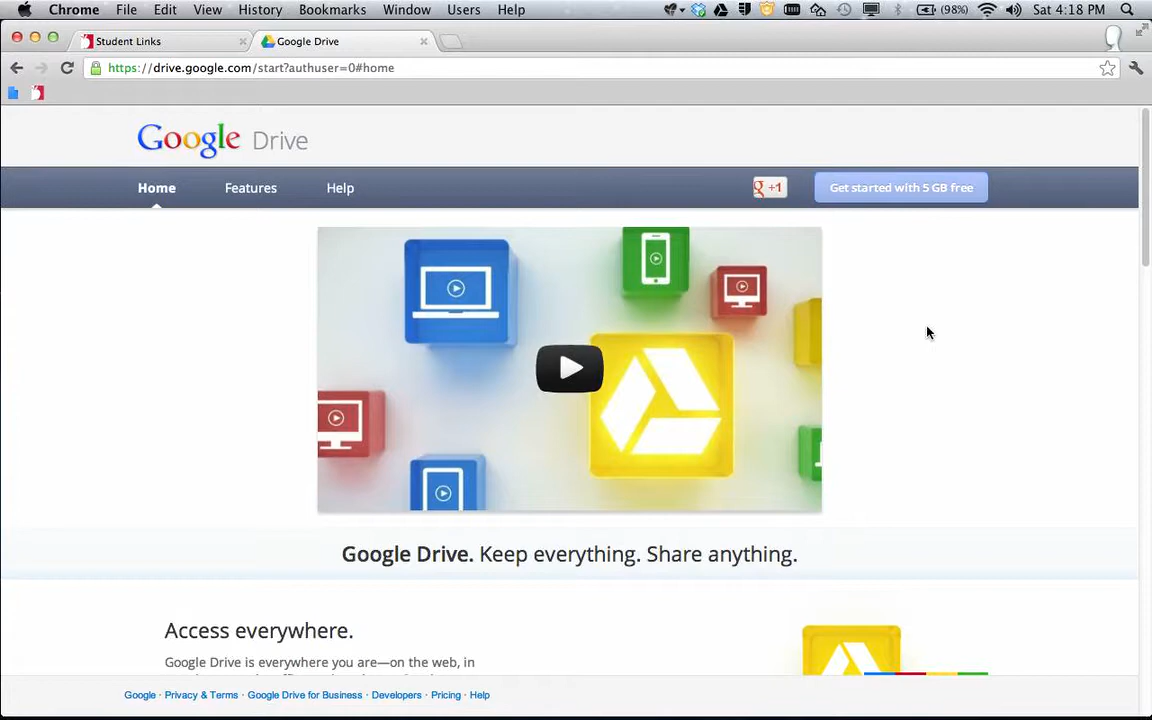 Chrome File Edit View History Bookmarks Window Users Help (98%) Sat 4:18 PM
Student Links Google Drive
https://drive.google.com/start?authuser=0#home
Google Drive
Home Features Help g +1 Get started with 5 GB free
Google Drive. Keep everything. Share anything.
Access everywhere.
Google Drive is everywhere you are—on the web, in
Google · Privacy & Terms · Google Drive for Business · Developers · Pricing · Help